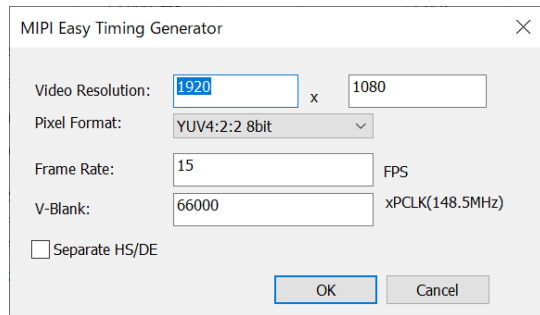 MIPI Easy Timing Generator
Video Resolution: 1920 x 1080
Pixel Format: YUV4:2:2 8bit
Frame Rate: 15 FPS
V-Blank: 66000 xPCLK(148.5MHz)
Separate HS/DE
OK Cancel